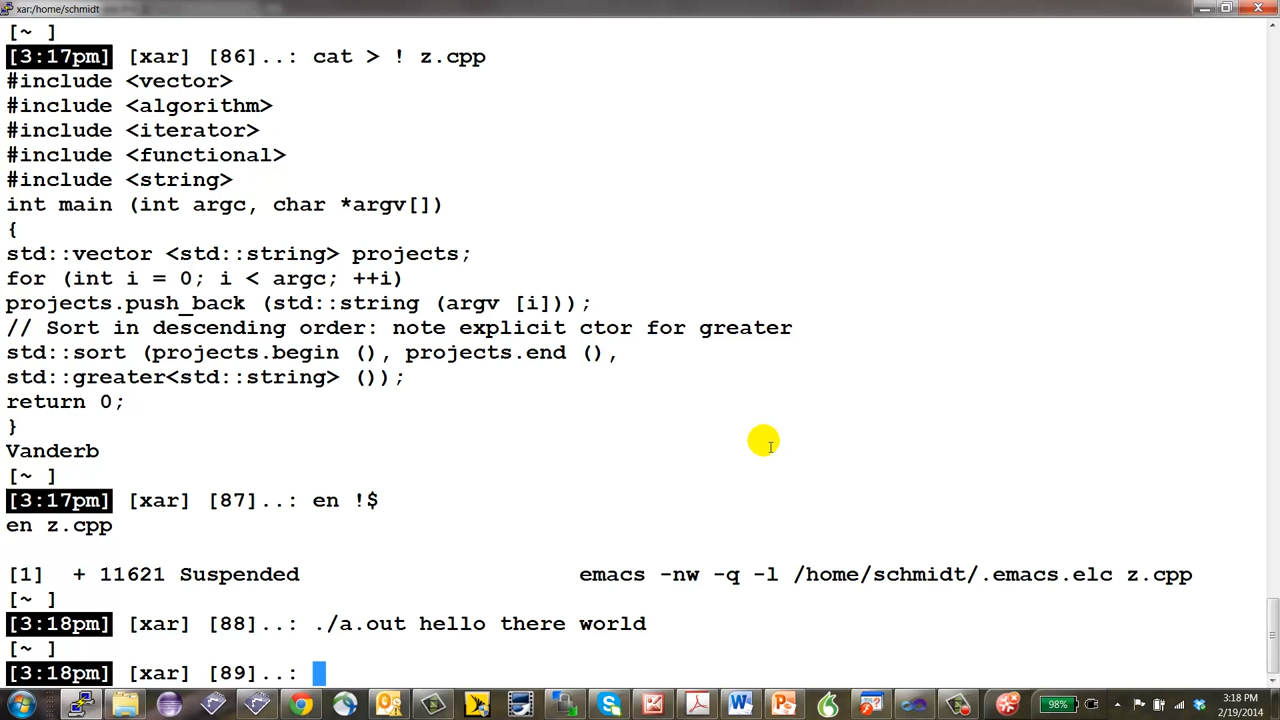 xar:/home/schmidt
[~ ]
[3:17pm] [xar] [86]..: cat > ! z.cpp
#include <vector>
#include <algorithm>
#include <iterator>
#include <functional>
#include <string>
int main (int argc, char *argv[])
{
std::vector <std::string> projects;
for (int i = 0; i < argc; ++i)
projects.push_back (std::string (argv [i]));
// Sort in descending order: note explicit ctor for greater
std::sort (projects.begin (), projects.end (),
std::greater<std::string> ());
return 0;
}
Vanderb
[~ ]
[3:17pm] [xar] [87]..: en !$
en z.cpp
[1] + 11621 Suspended emacs -nw -q -l /home/schmidt/.emacs.elc z.cpp
[~ ]
[3:18pm] [xar] [88]..: ./a.out hello there world
[~ ]
[3:18pm] [xar] [89]..:
98%
3:18 PM
2/19/2014